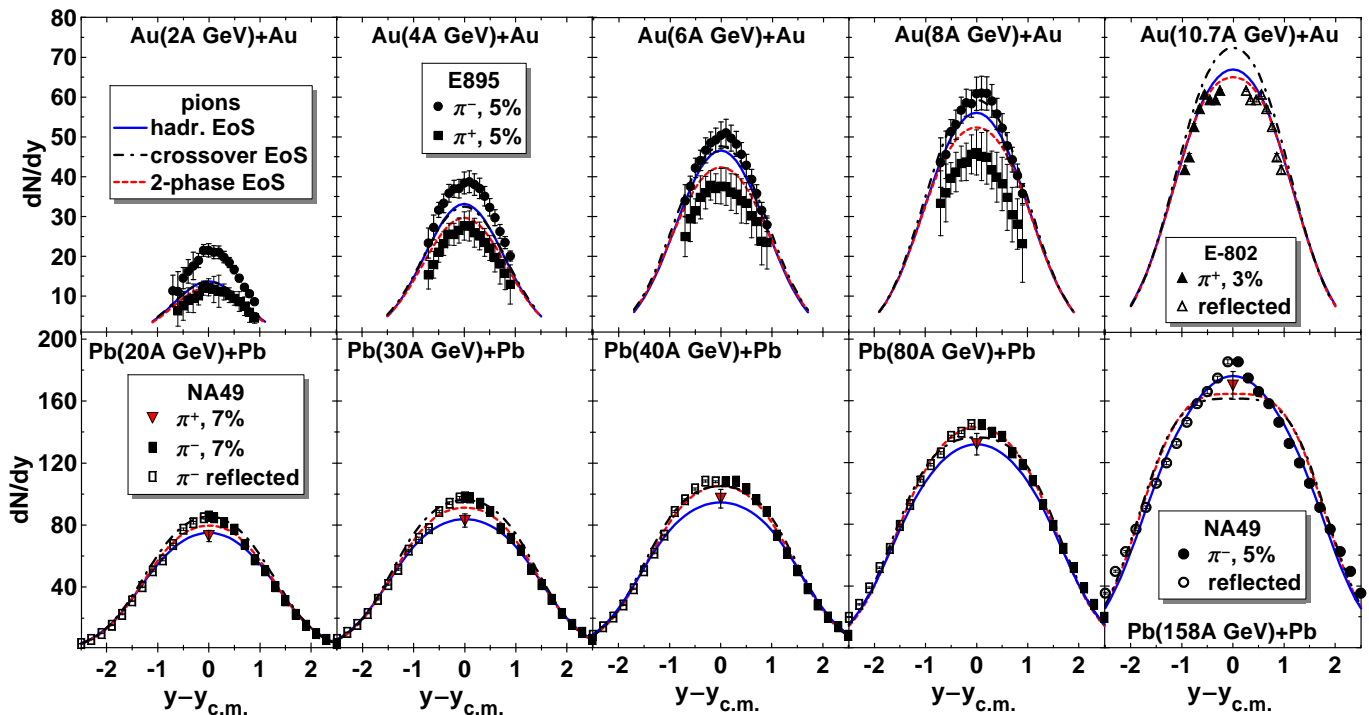 Au(2A GeV)+Au
Au(4A GeV)+Au
Au(6A GeV)+Au
Au(8A GeV)+Au
Au(10.7A GeV)+Au
80
70
60
50
40
30
20
10
dN/dy
pions
hadr. EoS
crossover EoS
2-phase EoS
E895
π⁻, 5%
π⁺, 5%
E-802
π⁺, 3%
reflected
Pb(20A GeV)+Pb
Pb(30A GeV)+Pb
Pb(40A GeV)+Pb
Pb(80A GeV)+Pb
200
160
120
80
40
dN/dy
NA49
π⁺, 7%
π⁻, 7%
π⁻ reflected
NA49
π⁻, 5%
reflected
Pb(158A GeV)+Pb
-2 -1 0 1 2
-2 -1 0 1 2
-2 -1 0 1 2
-2 -1 0 1 2
-2 -1 0 1 2
y−y c.m.
y−y c.m.
y−y c.m.
y−y c.m.
y−y c.m.